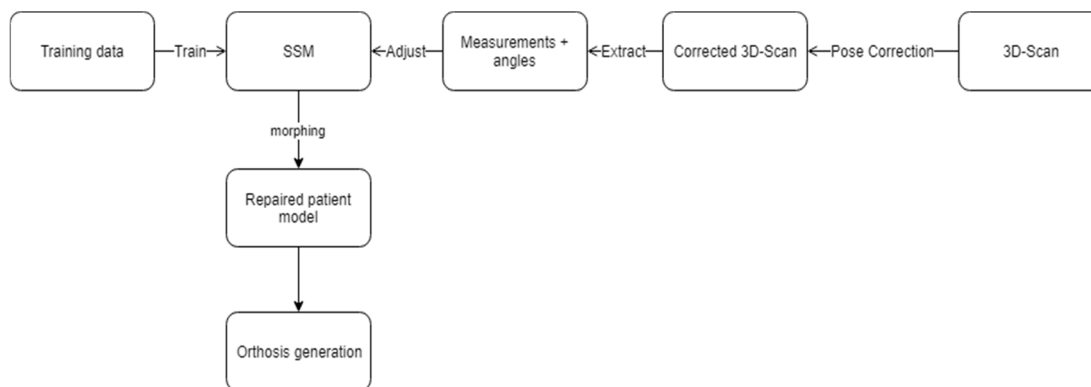 Training data
Train
SSM
Adjust
Measurements +
angles
Extract
Corrected 3D-Scan
Pose Correction
3D-Scan
morphing
Repaired patient
model
Orthosis generation